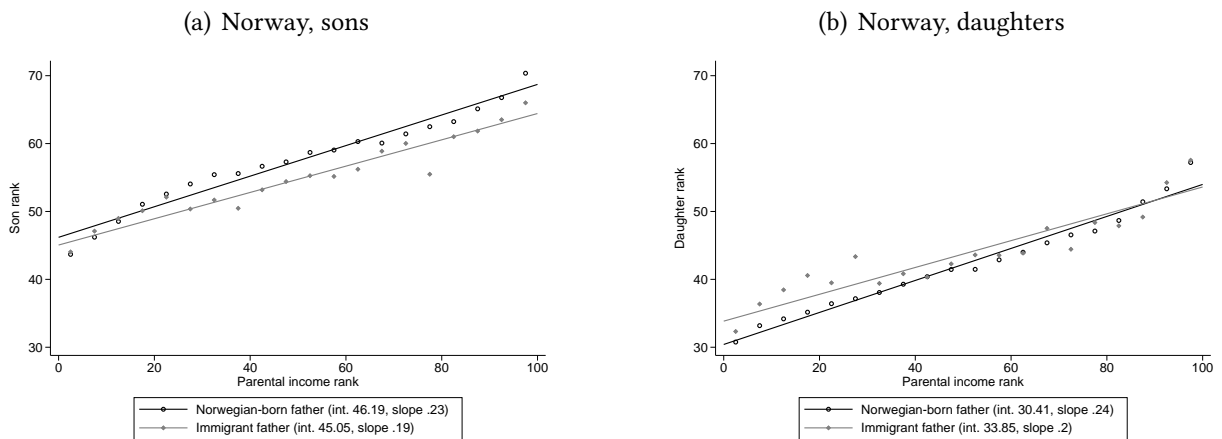 (a) Norway, sons
70
60
50
40
30
Son rank
0 20 40 60 80 100
Parental income rank
Norwegian-born father (int. 46.19, slope .23)
Immigrant father (int. 45.05, slope .19)
(b) Norway, daughters
70
60
50
40
30
Daughter rank
0 20 40 60 80 100
Parental income rank
Norwegian-born father (int. 30.41, slope .24)
Immigrant father (int. 33.85, slope .2)